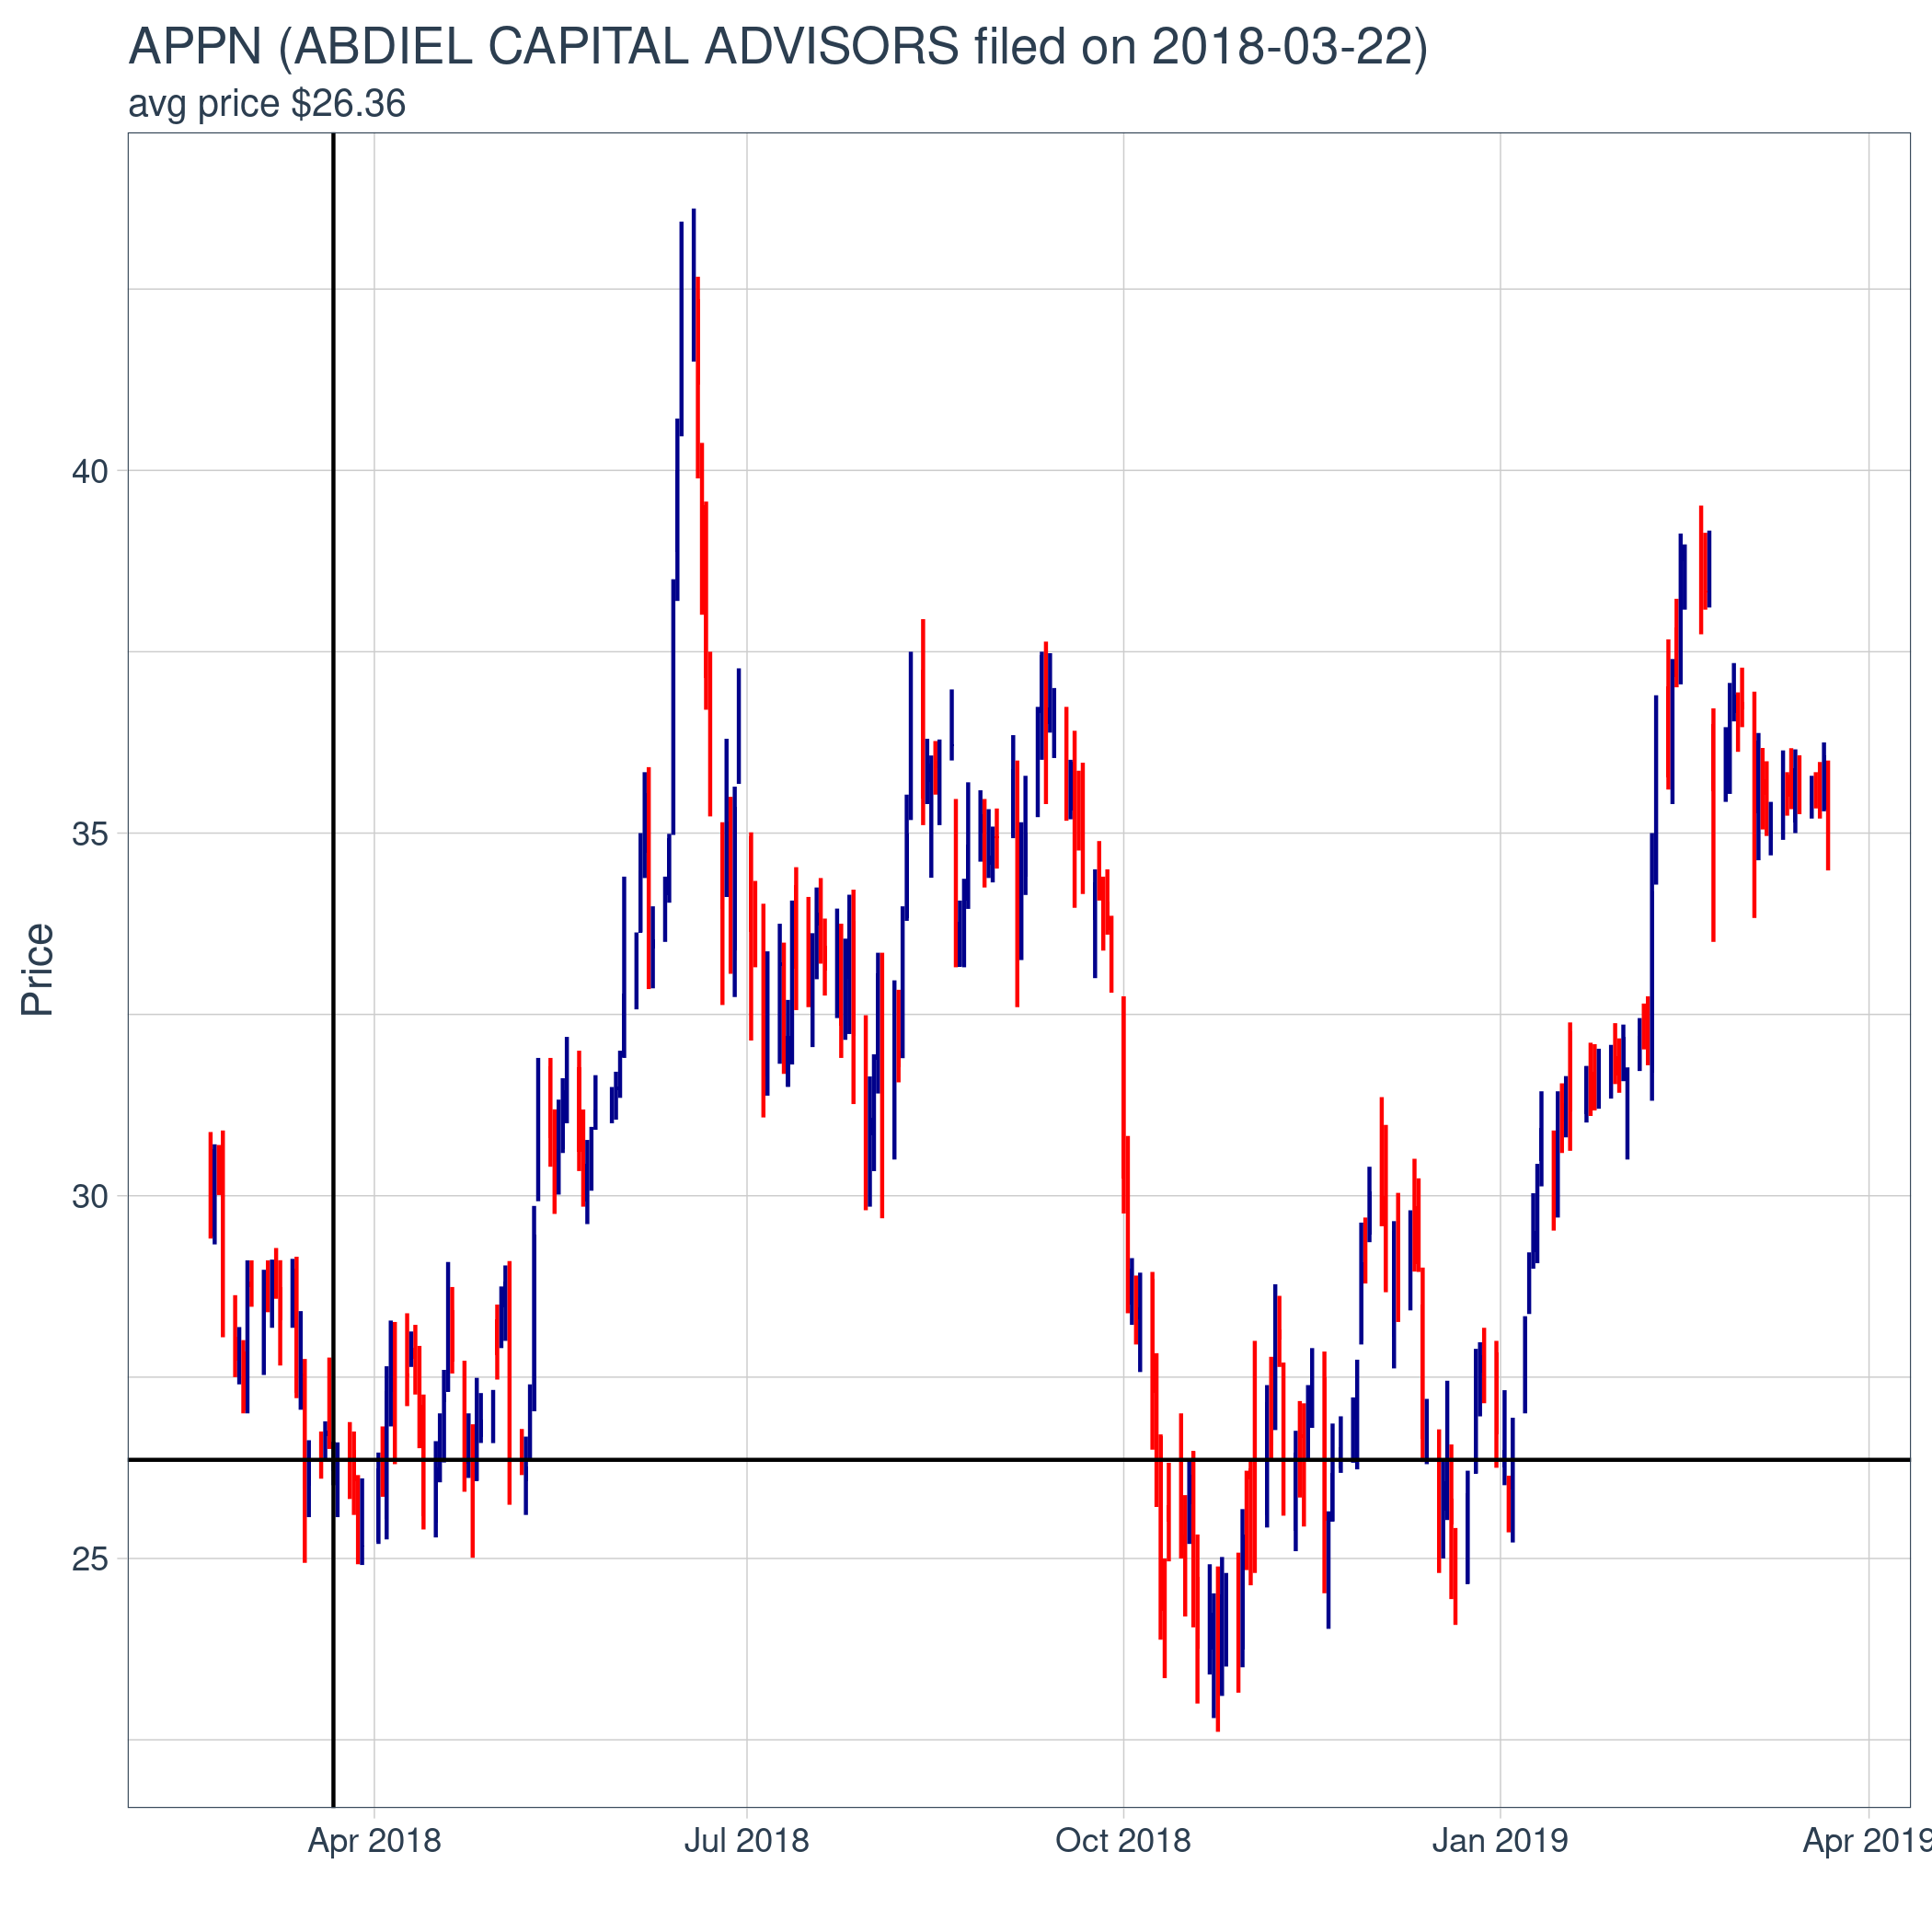 APPN (ABDIEL CAPITAL ADVISORS filed on 2018-03-22)
avg price $26.36
Price
40
35
30
25
Apr 2018
Jul 2018
Oct 2018
Jan 2019
Apr 2019